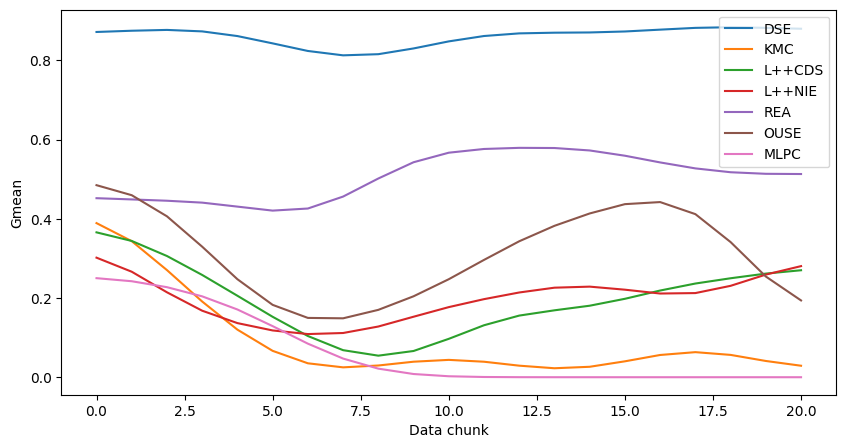 DSE
KMC
L++CDS
L++NIE
REA
OUSE
MLPC
Gmean
0.8
0.6
0.4
0.2
0.0
0.0 2.5 5.0 7.5 10.0 12.5 15.0 17.5 20.0
Data chunk